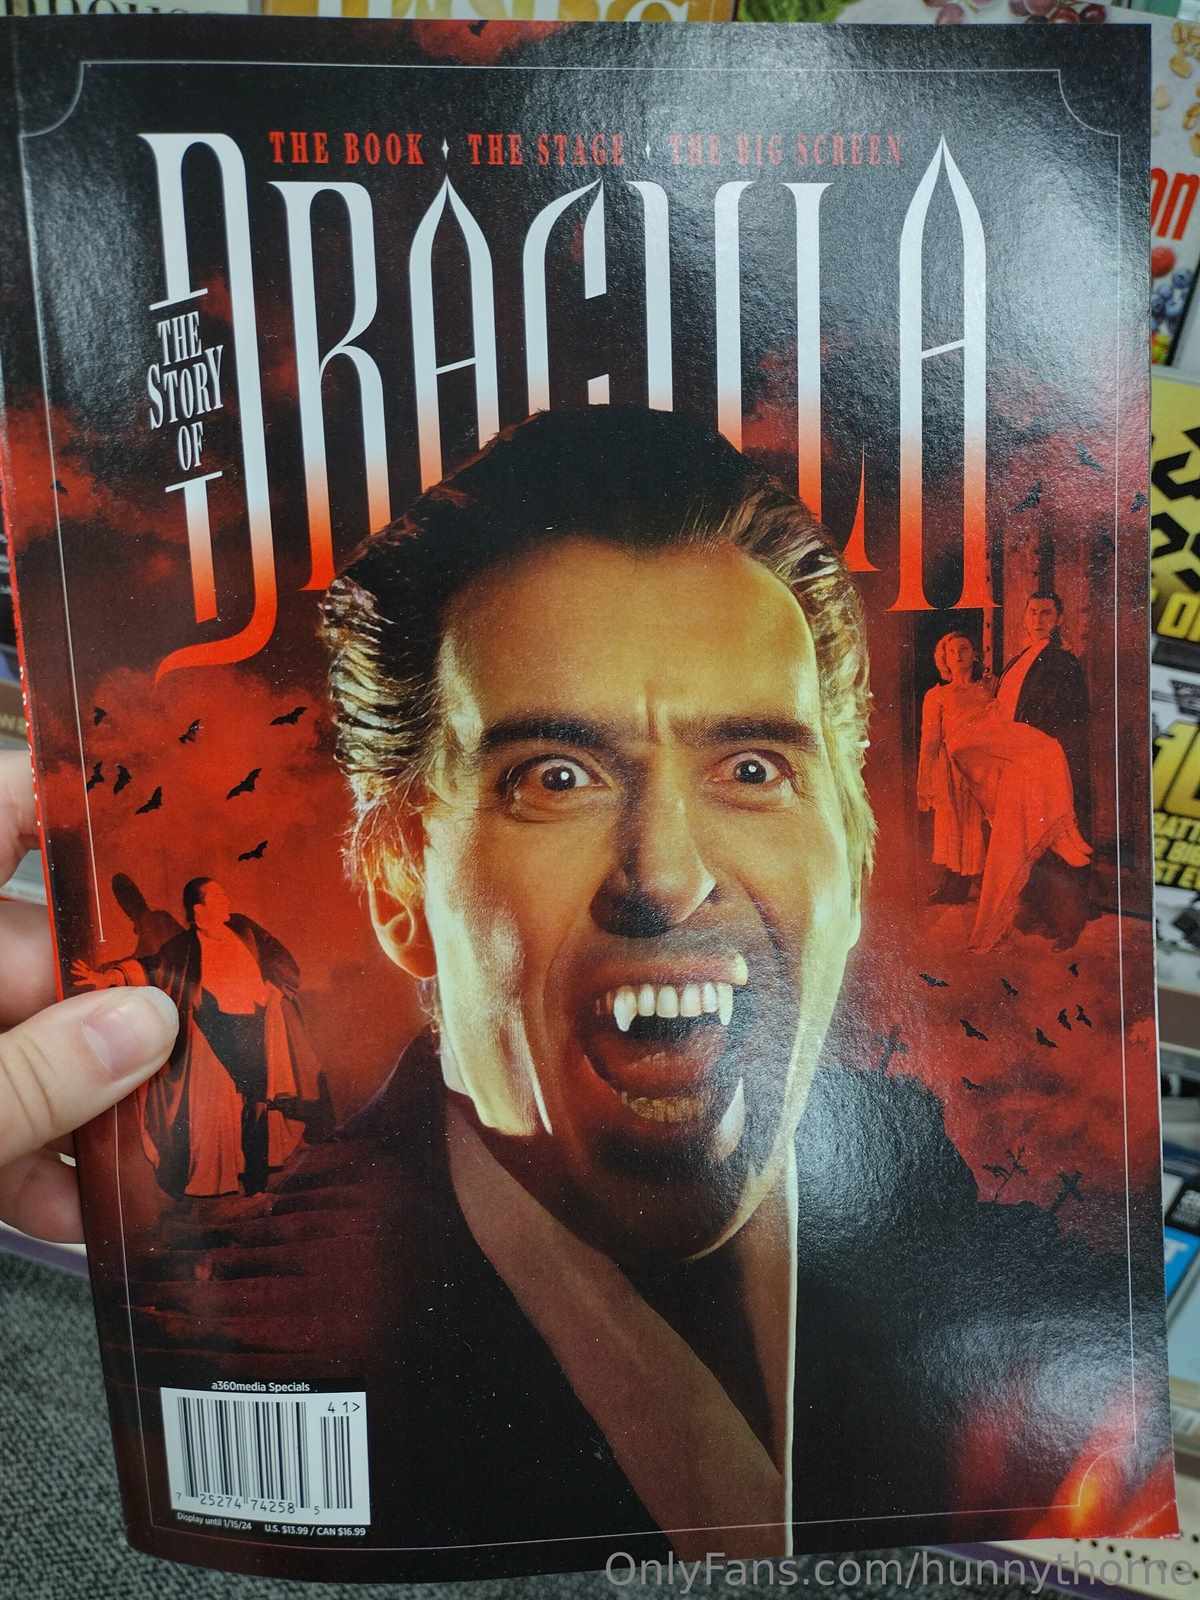 THE BOOK ♦ THE STAGE ♦ THE BIG SCREEN
THE
STORY
OF
DRACULA
a360media Specials
41>
7 25274 74258 5
Display until 1/15/24 U.S. $13.99 / CAN $16.99
OnlyFans.com/hunnythorne